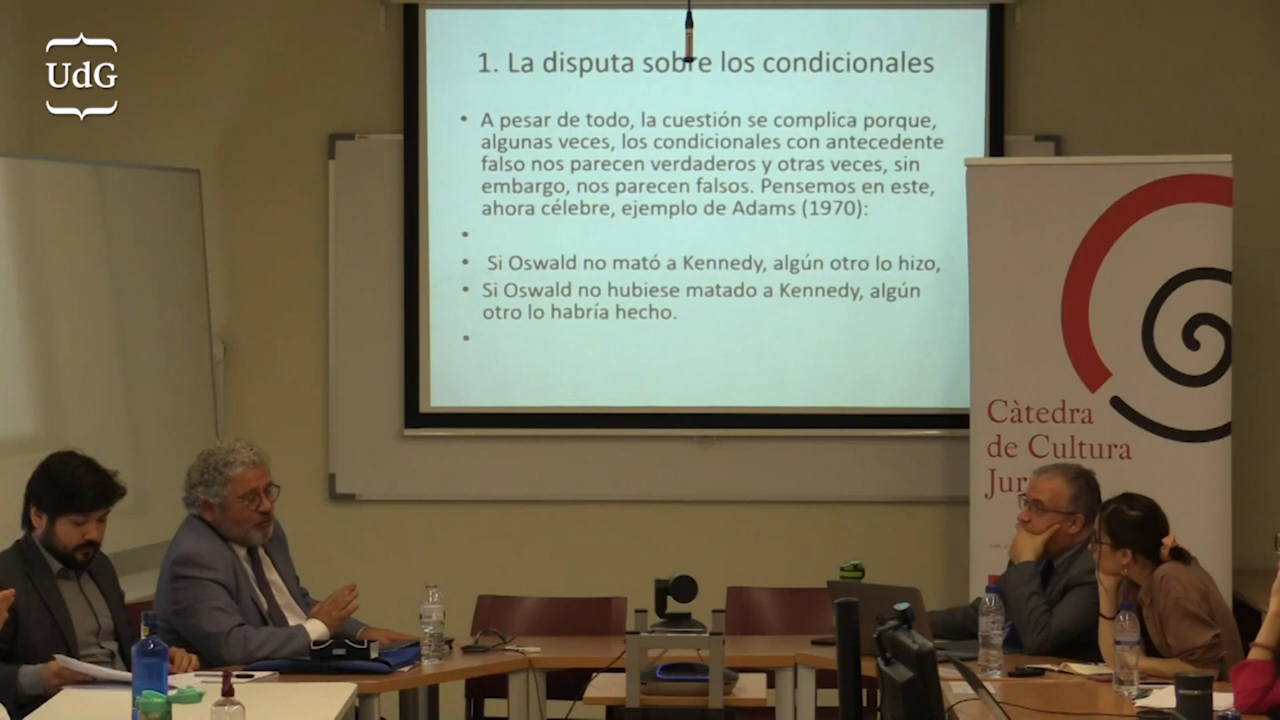 UdG
1. La disputa sobre los condicionales
• A pesar de todo, la cuestión se complica porque,
algunas veces, los condicionales con antecedente
falso nos parecen verdaderos y otras veces, sin
embargo, nos parecen falsos. Pensemos en este,
ahora célebre, ejemplo de Adams (1970):
•
• Si Oswald no mató a Kennedy, algún otro lo hizo,
• Si Oswald no hubiese matado a Kennedy, algún
otro lo habría hecho.
•
Càtedra
de Cultura